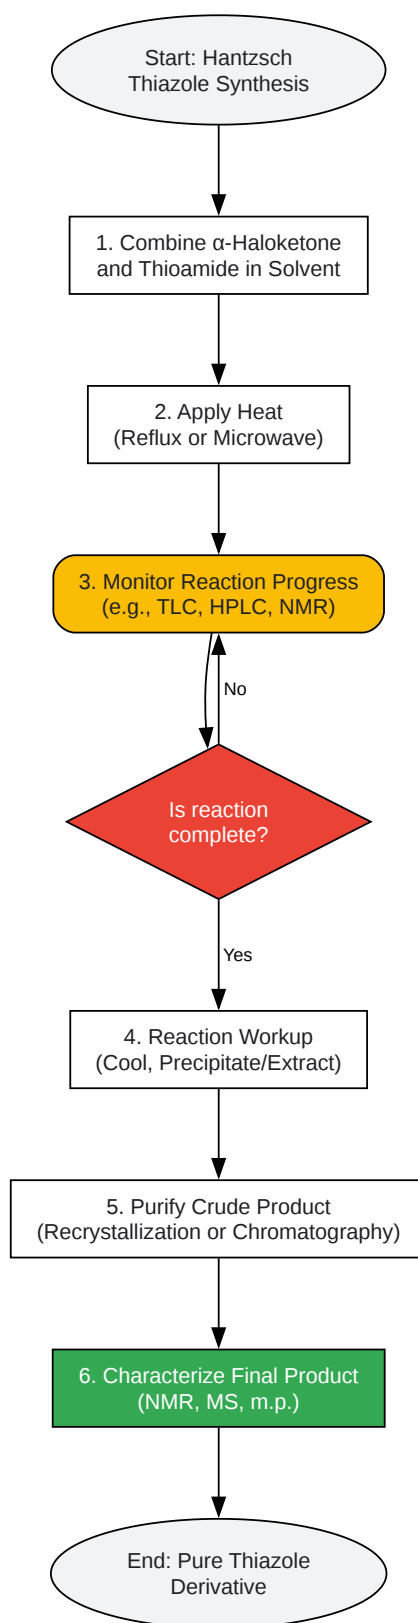 Start: Hantzsch
Thiazole Synthesis
1. Combine α-Haloketone
and Thioamide in Solvent
2. Apply Heat
(Reflux or Microwave)
3. Monitor Reaction Progress
(e.g., TLC, HPLC, NMR)
No
Is reaction
complete?
Yes
4. Reaction Workup
(Cool, Precipitate/Extract)
5. Purify Crude Product
(Recrystallization or Chromatography)
6. Characterize Final Product
(NMR, MS, m.p.)
End: Pure Thiazole
Derivative